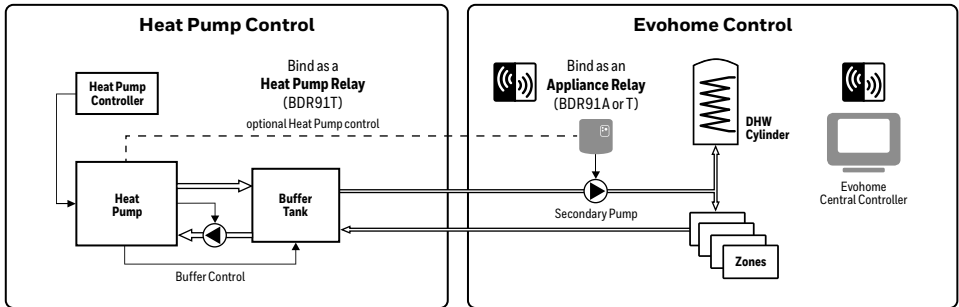 Heat Pump Control
Evohome Control
Heat Pump
Controller
Bind as a
Heat Pump Relay
(BDR91T)
optional Heat Pump control
Bind as an
Appliance Relay
(BDR91A or T)
DHW
Cylinder
Evohome
Central Controller
Heat
Pump
Buffer
Tank
Secondary Pump
Zones
Buffer Control